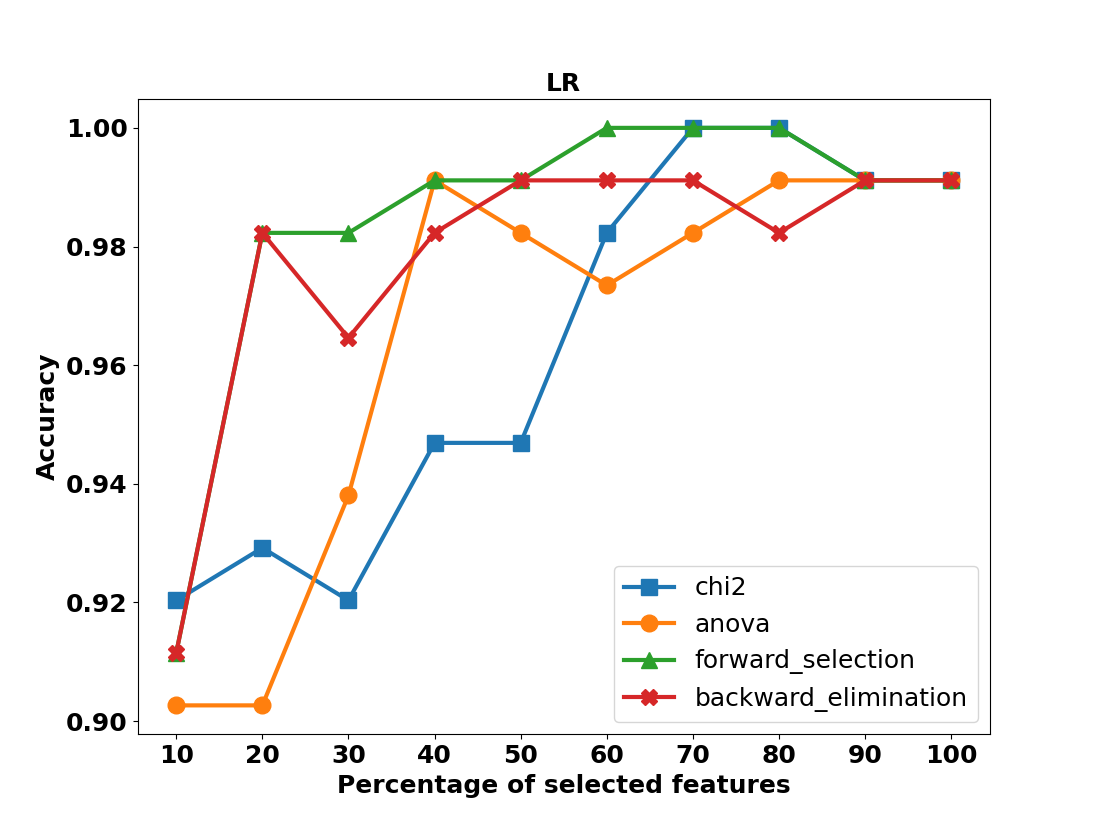 LR
1.00
0.98
0.96
0.94
0.92
0.90
Accuracy
chi2
anova
forward_selection
backward_elimination
10 20 30 40 50 60 70 80 90 100
Percentage of selected features